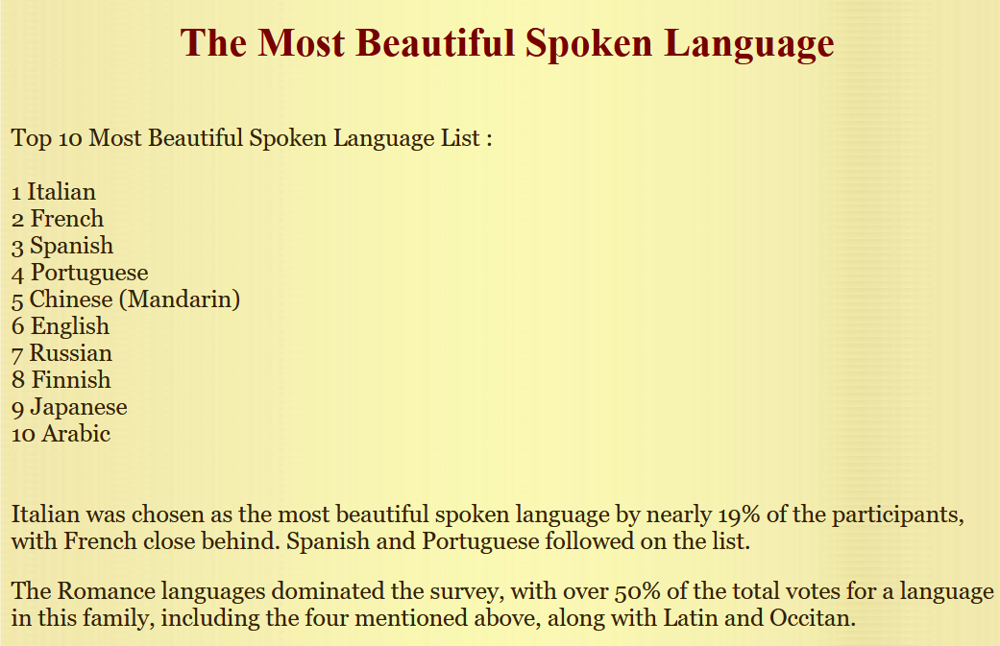 The Most Beautiful Spoken Language
Top 10 Most Beautiful Spoken Language List :
1 Italian
2 French
3 Spanish
4 Portuguese
5 Chinese (Mandarin)
6 English
7 Russian
8 Finnish
9 Japanese
10 Arabic
Italian was chosen as the most beautiful spoken language by nearly 19% of the participants,
with French close behind. Spanish and Portuguese followed on the list.
The Romance languages dominated the survey, with over 50% of the total votes for a language
in this family, including the four mentioned above, along with Latin and Occitan.